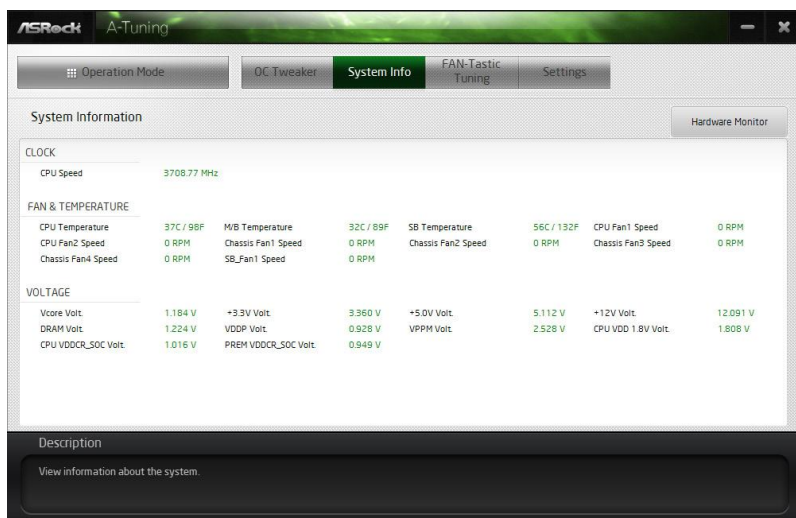 ASRock A-Tuning
Operation Mode OC Tweaker System Info FAN-Tastic Tuning Settings
System Information Hardware Monitor
CLOCK
CPU Speed 3708.77 MHz
FAN & TEMPERATURE
CPU Temperature 37C / 98F M/B Temperature 32C / 89F SB Temperature 56C / 132F CPU Fan1 Speed 0 RPM
CPU Fan2 Speed 0 RPM Chassis Fan1 Speed 0 RPM Chassis Fan2 Speed 0 RPM Chassis Fan3 Speed 0 RPM
Chassis Fan4 Speed 0 RPM SB_Fan1 Speed 0 RPM
VOLTAGE
Vcore Volt. 1.184 V +3.3V Volt. 3.360 V +5.0V Volt. 5.112 V +12V Volt. 12.091 V
DRAM Volt. 1.224 V VDDP Volt. 0.928 V VPPM Volt. 2.528 V CPU VDD 1.8V Volt. 1.808 V
CPU VDDCR_SOC Volt. 1.016 V PREM VDDCR_SOC Volt. 0.949 V
Description
View information about the system.